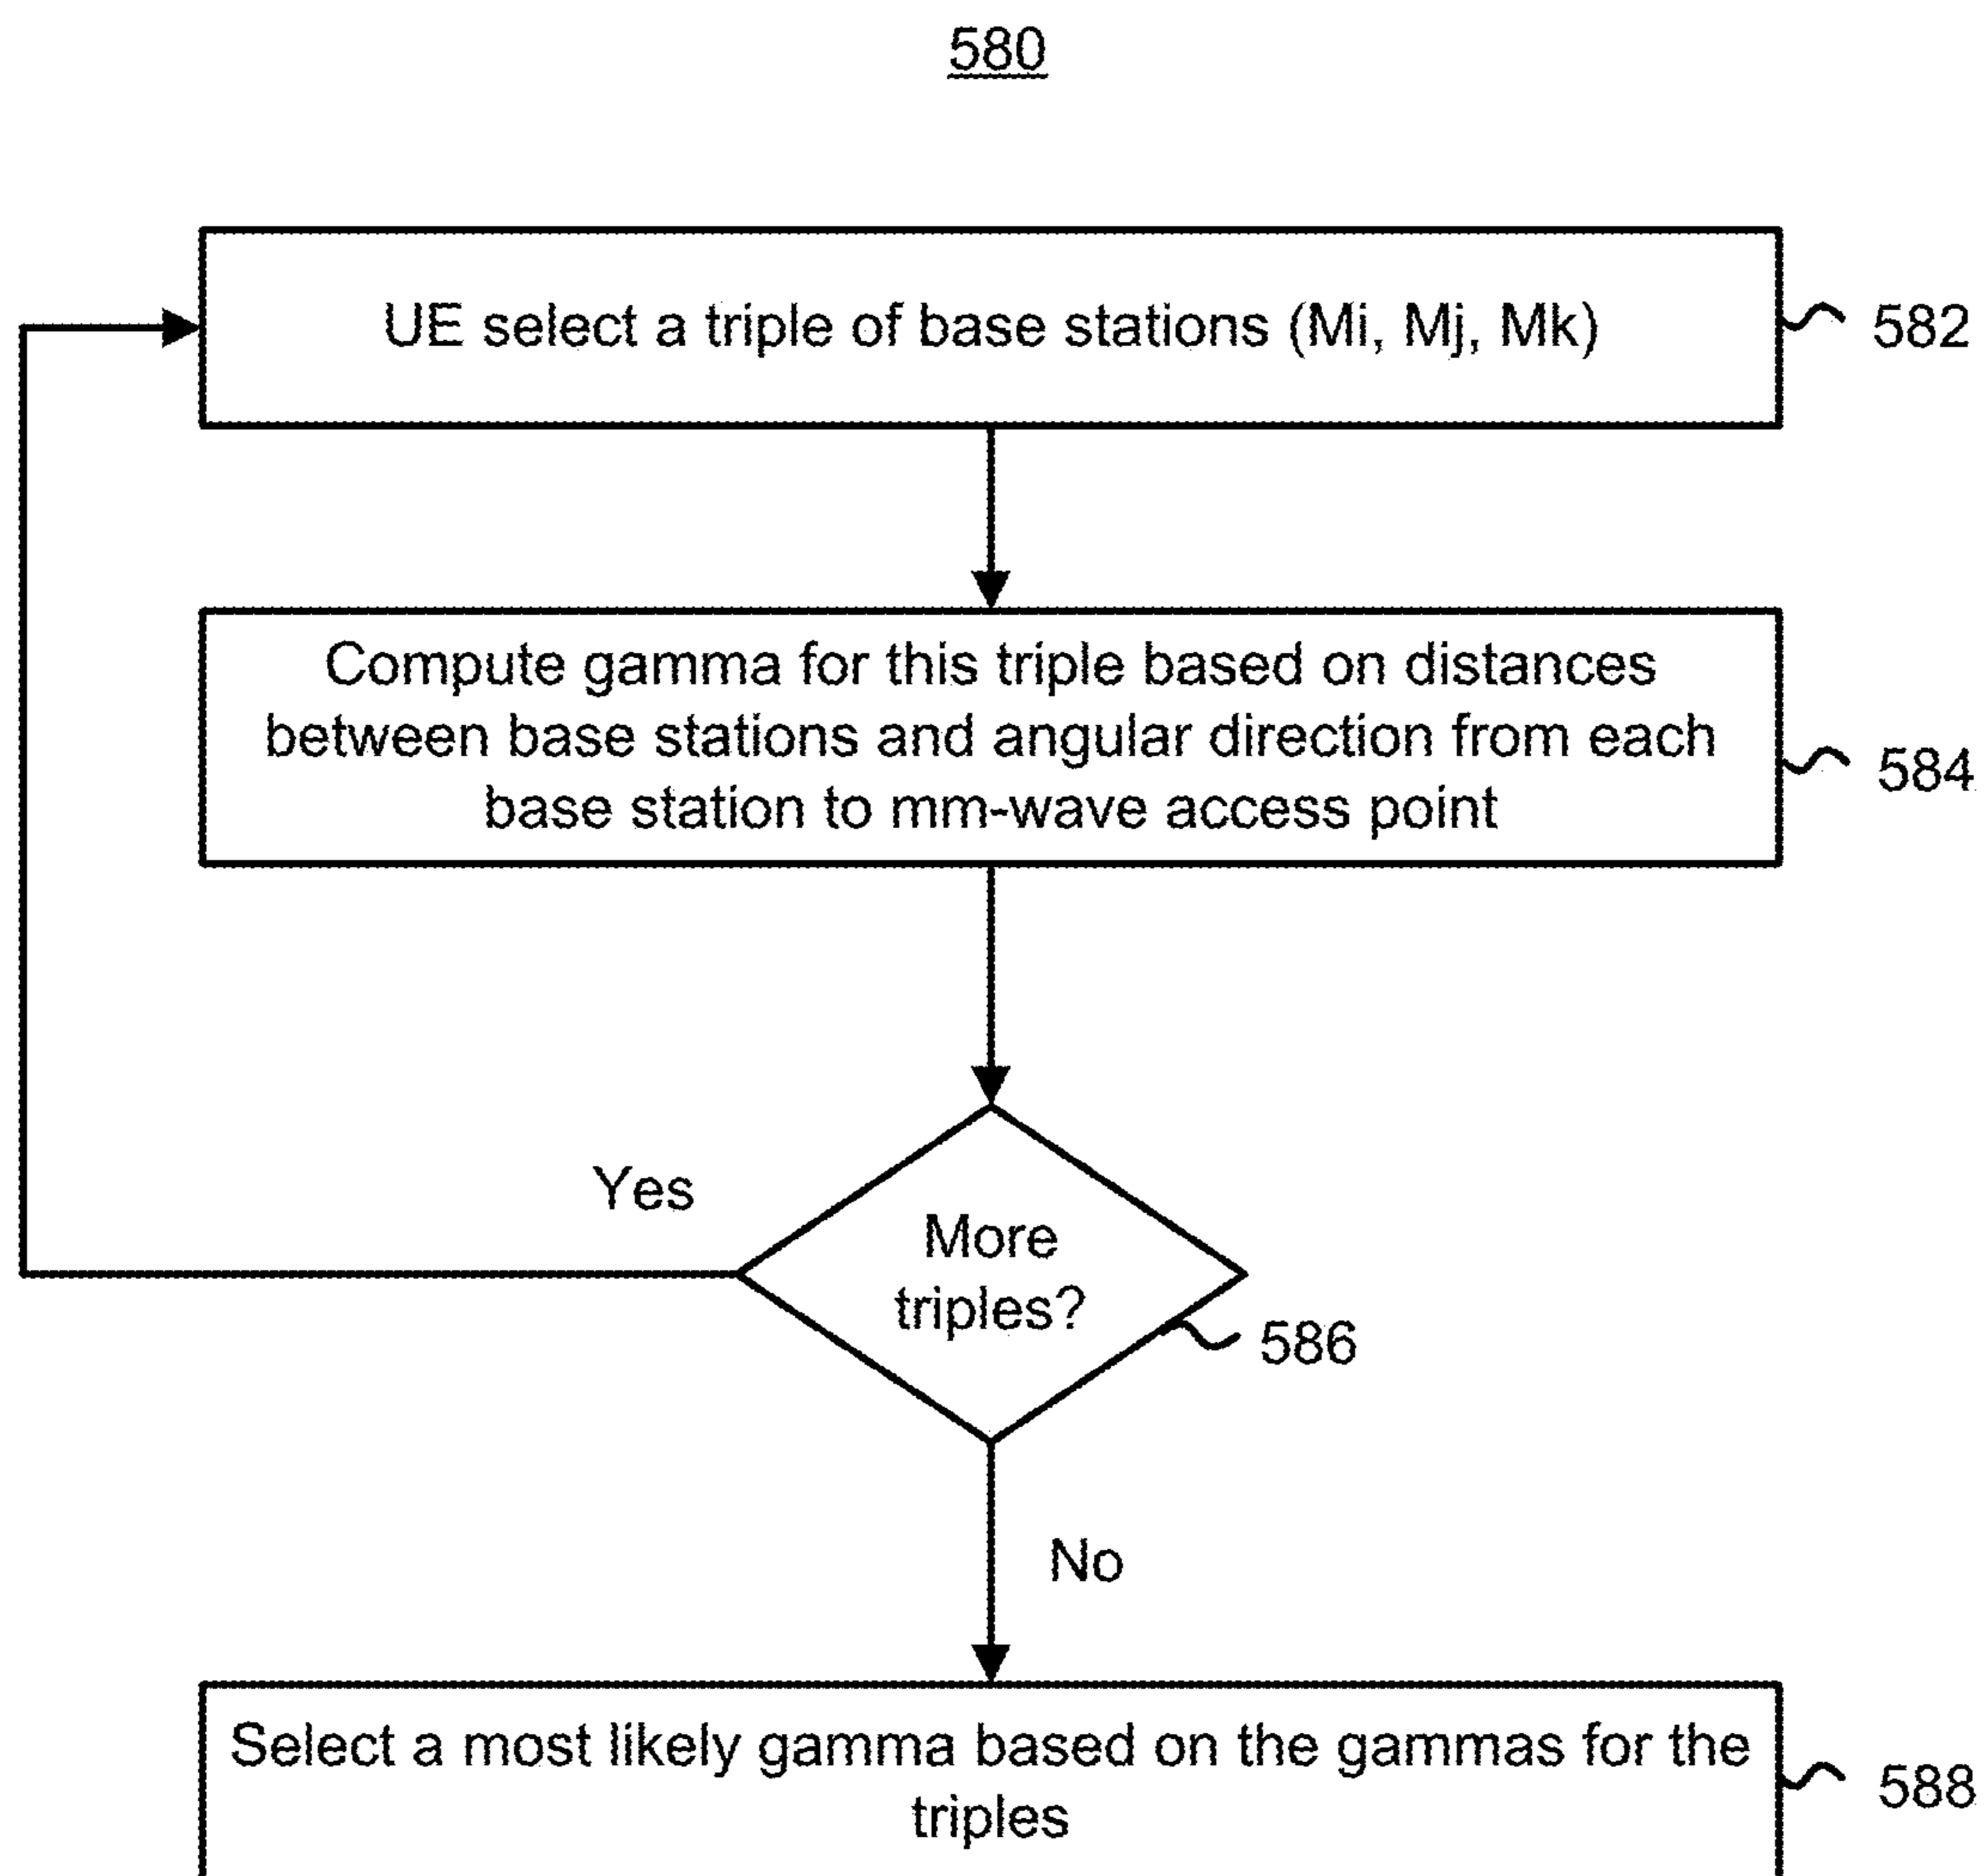 580
UE select a triple of base stations (Mi, Mj, Mk)
582
Compute gamma for this triple based on distances
between base stations and angular direction from each
base station to mm-wave access point
584
Yes
More
triples?
586
No
Select a most likely gamma based on the gammas for the
triples
588